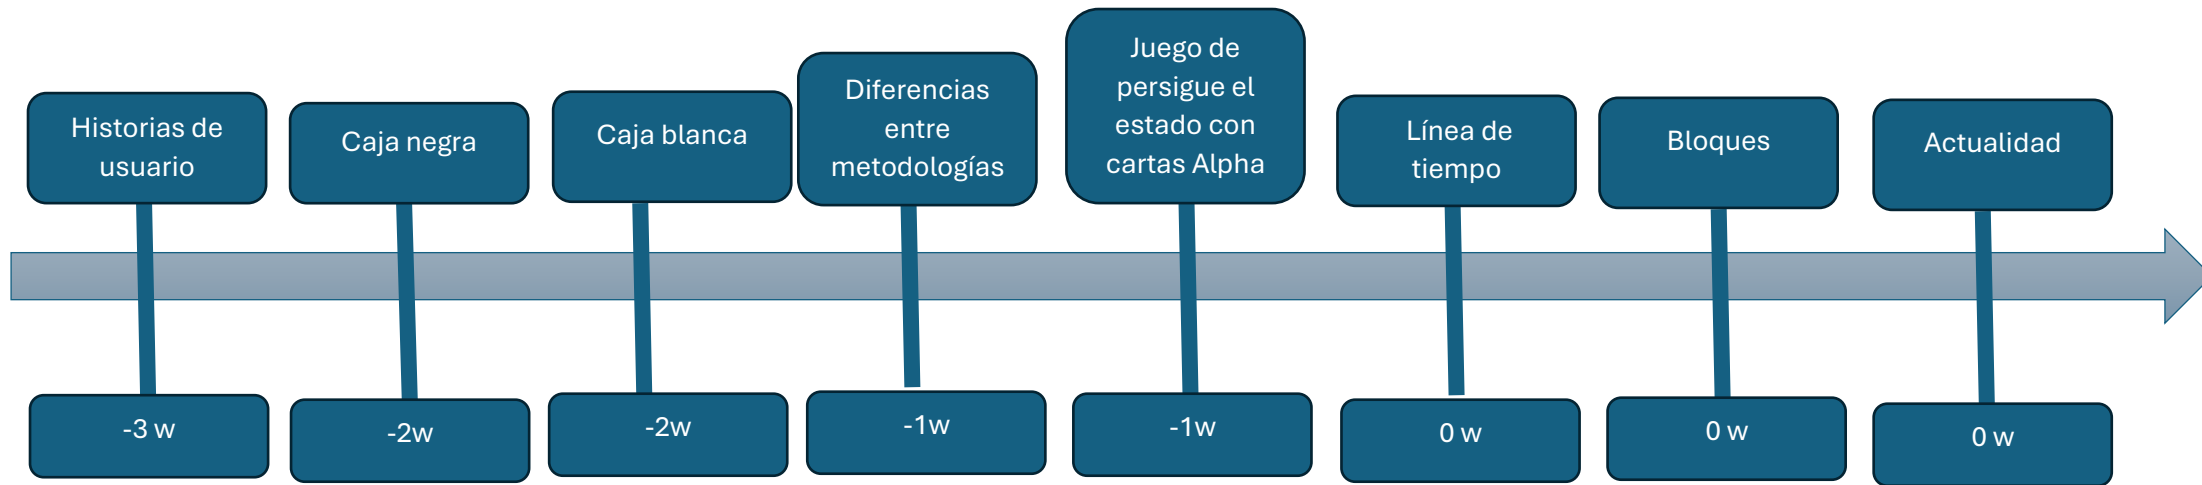 Historias de
usuario
Caja negra
Caja blanca
Diferencias
entre
metodologías
Juego de
persigue el
estado con
cartas Alpha
Línea de
tiempo
Bloques
Actualidad
-3 w
-2w
-2w
-1w
-1w
0 w
0 w
0 w